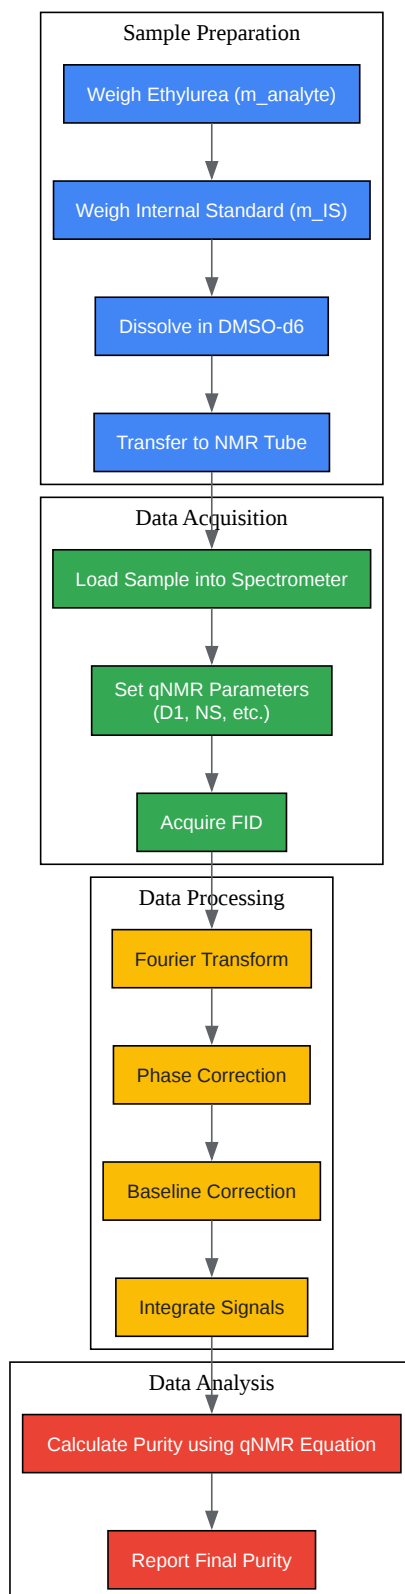 Sample Preparation
Weigh Ethylurea (m_analyte)
Weigh Internal Standard (m_IS)
Dissolve in DMSO-d6
Transfer to NMR Tube
Data Acquisition
Load Sample into Spectrometer
Set qNMR Parameters
(D1, NS, etc.)
Acquire FID
Data Processing
Fourier Transform
Phase Correction
Baseline Correction
Integrate Signals
Data Analysis
Calculate Purity using qNMR Equation
Report Final Purity